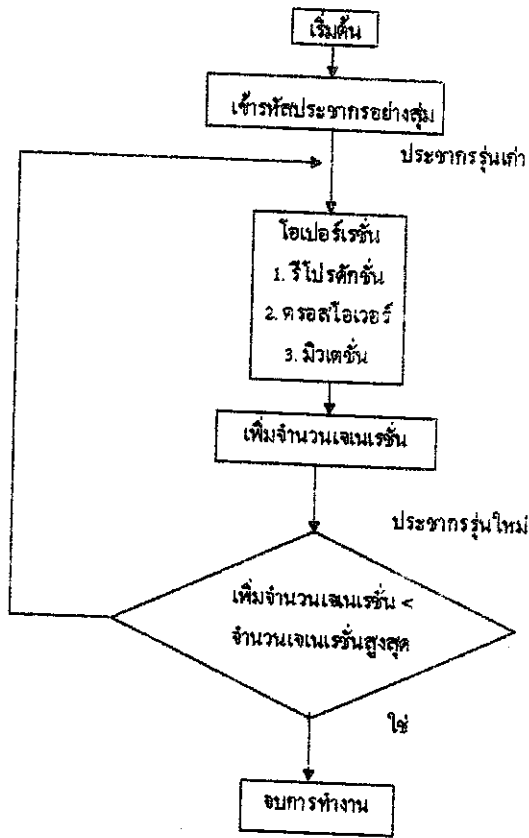 เริ่มต้น
เข้ารหัสประชากรอย่างสุ่ม
ประชากรรุ่นเก่า
โอเปอร์เรชั่น
1. รีโปรดักชั่น
2. ครอสโอเวอร์
3. มิวเตชั่น
เพิ่มจำนวนเจเนเรชั่น
ประชากรรุ่นใหม่
เพิ่มจำนวนเจเนเรชั่น <
จำนวนเจเนเรชั่นสูงสุด
ใช่
จบการทำงาน